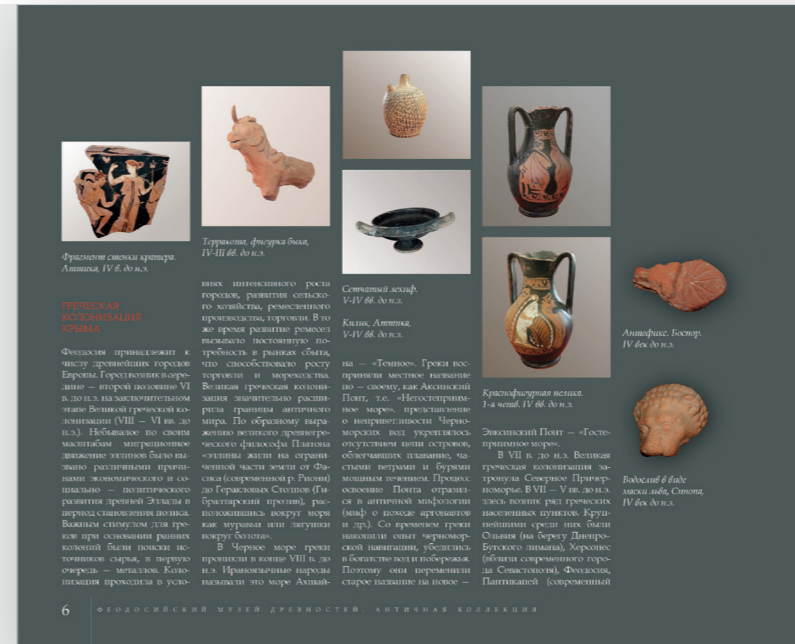 Фрагмент стенки кратера.
Аттика, IV в. до н.э.
Терракота, фигурка быка,
IV-III вв. до н.э.
Сетчатый лекиф.
V-IV вв. до н.э.
Килик, Аттика,
V-IV вв. до н.э.
Краснофигурная пелика.
1-я четв. IV вв. до н.э.
Антефикс. Боспор.
IV век до н.э.
Водослив в виде
маски льва, Синопа,
IV век до н.э.
ГРЕЧЕСКАЯ
КОЛОНИЗАЦИЯ
КРЫМА
Феодосия принадлежит к
числу древнейших городов
Европы. Город возник в сере-
дине – второй половине VI
в. до н.э. на заключительном
этапе Великой греческой ко-
лонизации (VIII – VI вв. до
н.э.). Небывалое по своим
масштабам миграционное
движение эллинов было вы-
звано различными причи-
нами экономического и со-
циально – политического
развития древней Эллады в
период становления полиса.
Важным стимулом для гре-
ков при основании ранних
колоний были поиски ис-
точников сырья, в первую
очередь – металлов. Коло-
низация проходила в усло-
виях интенсивного роста
городов, развития сельско-
го хозяйства, ремесленного
производства, торговли. В то
же время развитие ремесел
вызывало постоянную по-
требность в рынках сбыта,
что способствовало росту
торговли и мореходства.
Великая греческая колони-
зация значительно расши-
рила границы античного
мира. По образному выра-
жению великого древнегре-
ческого философа Платона
«эллины жили на ограни-
ченной части земли от Фа-
сиса (современной р. Риони)
до Геракловых Столпов (Ги-
бралтарский пролив), рас-
положившись вокруг моря
как муравьи или лягушки
вокруг болота».
В Черное море греки
проникли в конце VIII в. до
н.э. Ираноязычные народы
называли это море Ахшай-
на – «Темное». Греки вос-
приняли местное название
по – своему, как Аксинский
Понт, т.е. «Негостеприим-
ное море». представление
о неприветливости Черно-
морских вод укреплялось
отсутствием цепи островов,
облегчавших плавание, ча-
стыми ветрами и бурями
мощным течением. Процесс
освоение Понта отразил-
ся в античной мифологии
(миф о походе аргонавтов
и др.). Со временем греки
накопили опыт черномор-
ской навигации, убедились
в богатстве вод и побережья.
Поэтому они переменили
старое название на новое –
Эвксинский Понт – «Госте-
приимное море».
В VII в. до н.э. Великая
греческая колонизация за-
тронула Северное Причер-
номорье. В VII – V вв. до н.э.
здесь возник ряд греческих
населенных пунктов. Круп-
нейшими среди них были
Ольвия (на берегу Днепро-
Бугского лимана), Херсонес
(вблизи современного горо-
да Севастополя), Феодосия,
Пантикапей (современный
6 ФЕОДОСИЙСКИЙ МУЗЕЙ ДРЕВНОСТЕЙ. АНТИЧНАЯ КОЛЛЕКЦИЯ